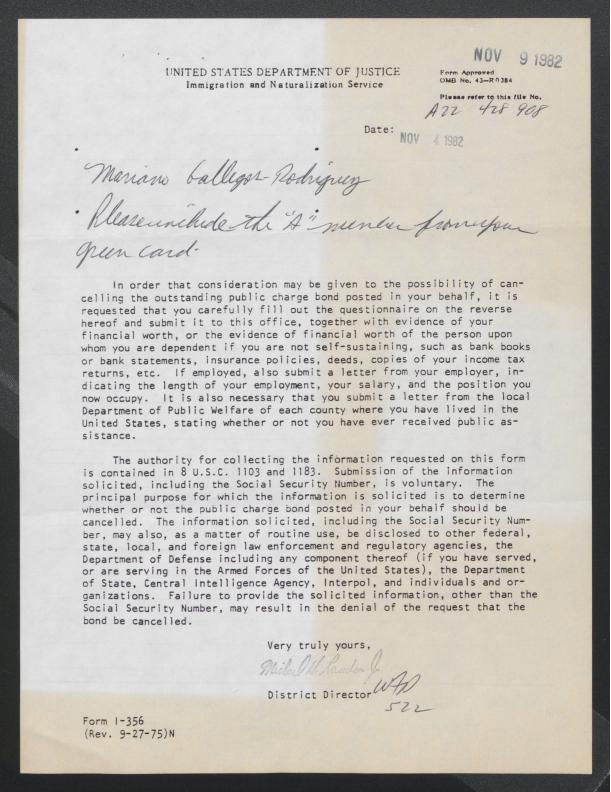 NOV 9 1982
UNITED STATES DEPARTMENT OF JUSTICE
Immigration and Naturalization Service
Form Approved
OMB No. 43-R0384
Please refer to this file No.
A22 428 908
Date:
NOV 4 1982
Mariano Gallegos-Rodriguez
Please include the "A" number from your
green card.
In order that consideration may be given to the possibility of can-
celling the outstanding public charge bond posted in your behalf, it is
requested that you carefully fill out the questionnaire on the reverse
hereof and submit it to this office, together with evidence of your
financial worth, or the evidence of financial worth of the person upon
whom you are dependent if you are not self-sustaining, such as bank books
or bank statements, insurance policies, deeds, copies of your income tax
returns, etc. If employed, also submit a letter from your employer, in-
dicating the length of your employment, your salary, and the position you
now occupy. It is also necessary that you submit a letter from the local
Department of Public Welfare of each county where you have lived in the
United States, stating whether or not you have ever received public as-
sistance.
The authority for collecting the information requested on this form
is contained in 8 U.S.C. 1103 and 1183. Submission of the information
solicited, including the Social Security Number, is voluntary. The
principal purpose for which the information is solicited is to determine
whether or not the public charge bond posted in your behalf should be
cancelled. The information solicited, including the Social Security Num-
ber, may also, as a matter of routine use, be disclosed to other federal,
state, local, and foreign law enforcement and regulatory agencies, the
Department of Defense including any component thereof (if you have served,
or are serving in the Armed Forces of the United States), the Department
of State, Central Intelligence Agency, Interpol, and individuals and or-
ganizations. Failure to provide the solicited information, other than the
Social Security Number, may result in the denial of the request that the
bond be cancelled.
Very truly yours,
District Director
522
Form I-356
(Rev. 9-27-75)N